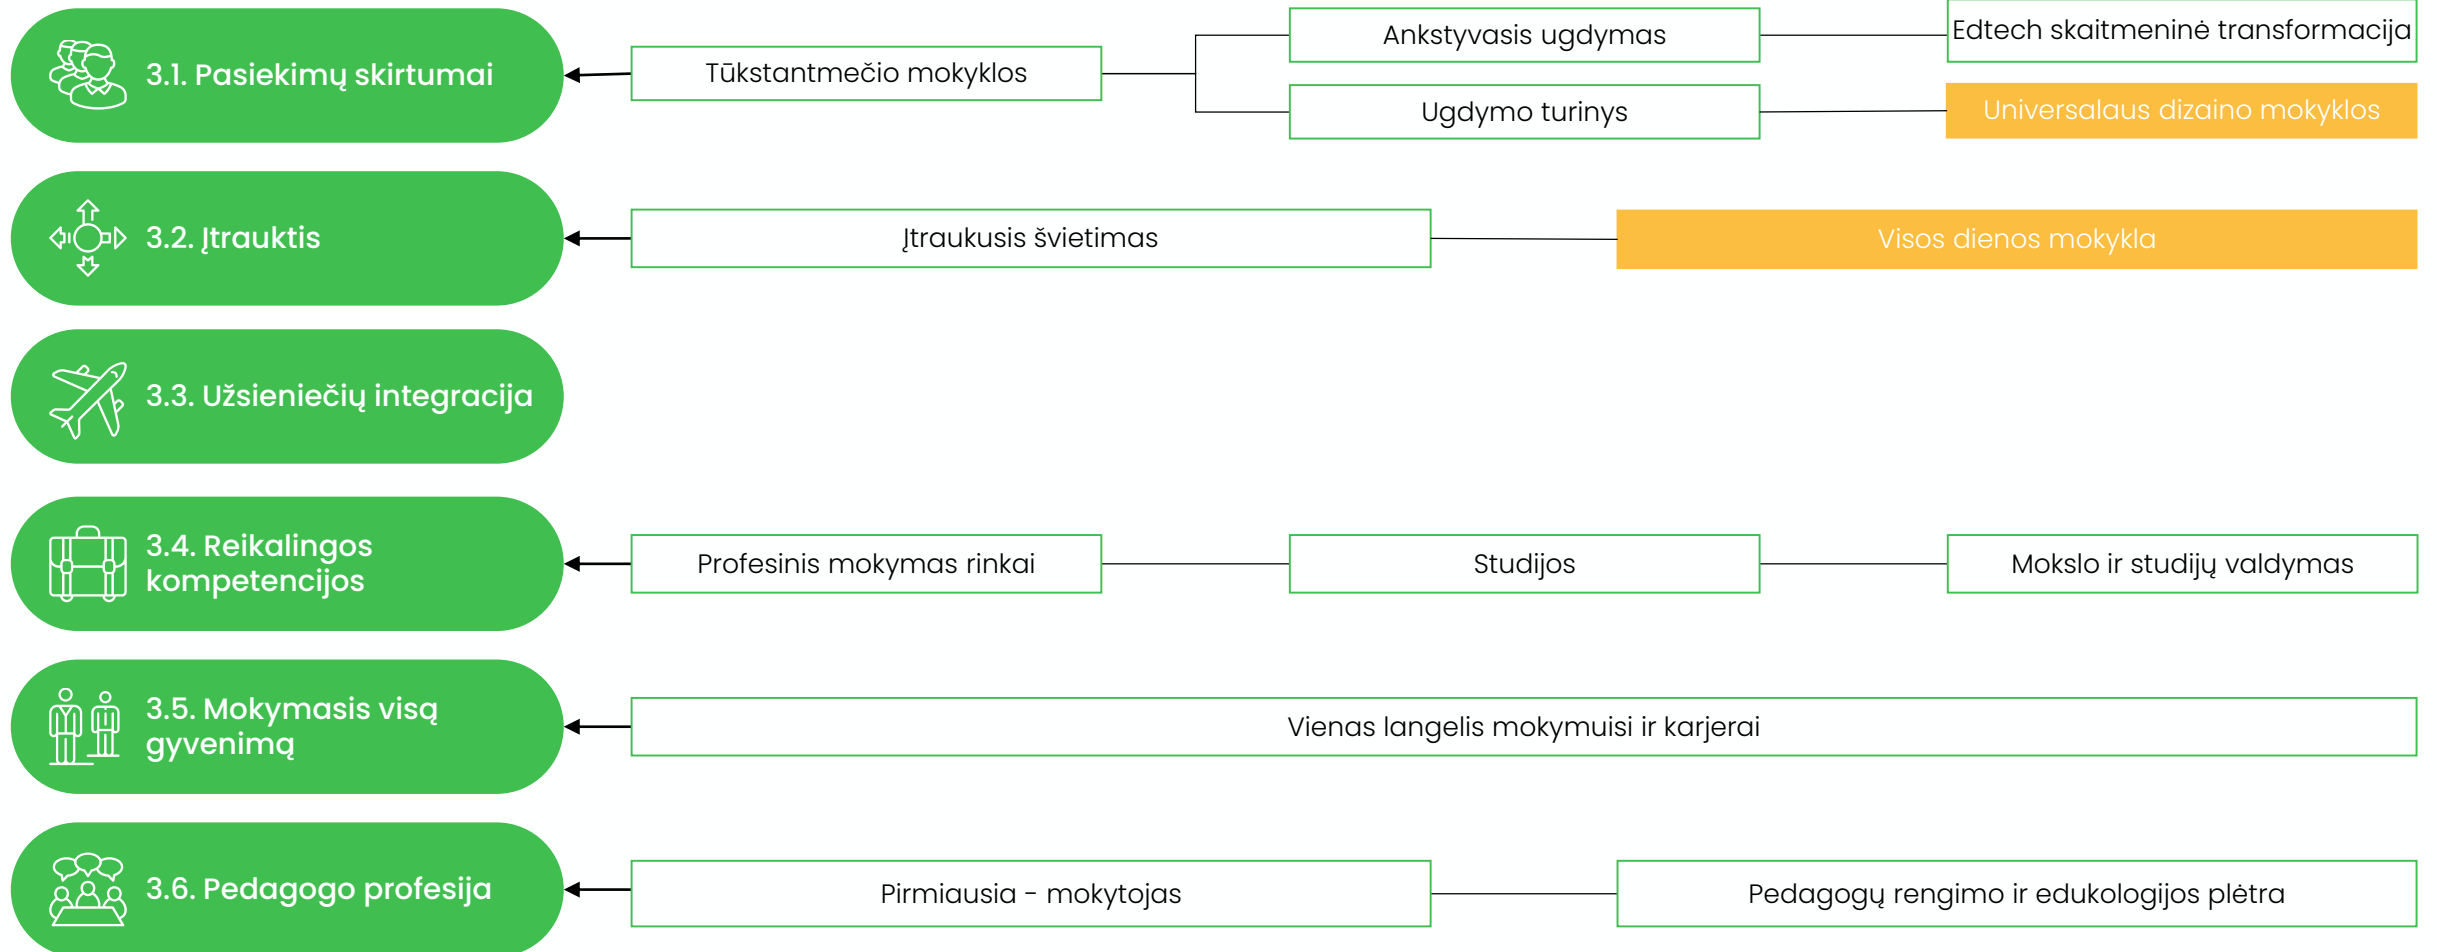 3.1. Pasiekimų skirtumai
Tūkstantmečio mokyklos
Ankstyvasis ugdymas
Edtech skaitmeninė transformacija
Ugdymo turinys
Universalaus dizaino mokyklos
3.2. Įtrauktis
Įtraukusis švietimas
Visos dienos mokykla
3.3. Užsieniečių integracija
3.4. Reikalingos
kompetencijos
Profesinis mokymas rinkai
Studijos
Mokslo ir studijų valdymas
3.5. Mokymasis visą
gyvenimą
Vienas langelis mokymuisi ir karjerai
3.6. Pedagogo profesija
Pirmiausia - mokytojas
Pedagogų rengimo ir edukologijos plėtra